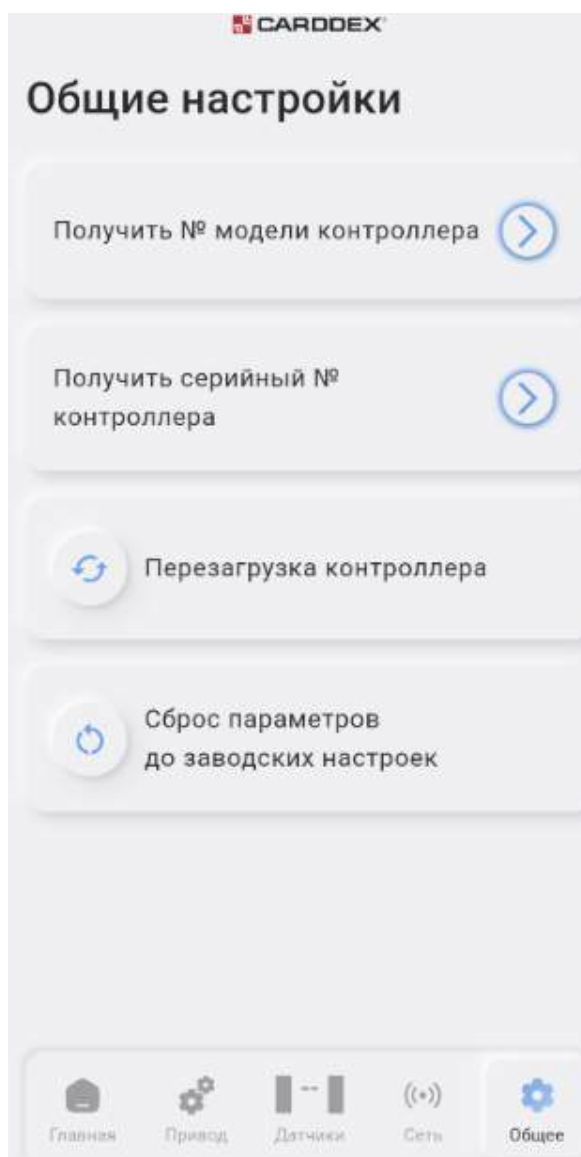 CARDDEX
Общие настройки
Получить № модели контроллера
Получить серийный №
контроллера
Перезагрузка контроллера
Сброс параметров
до заводских настроек
Главная Привод Датчики Сеть Общее